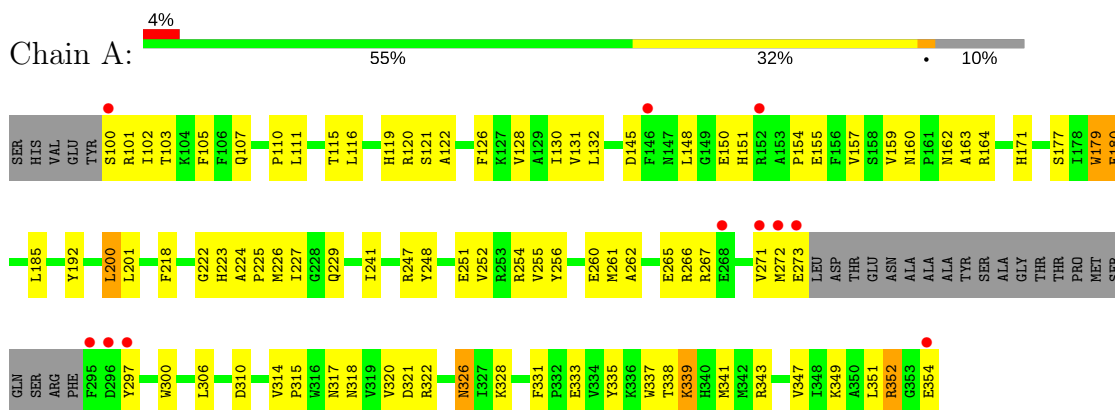 4%
Chain A:
55% 32% • 10%
SER HIS VAL GLU TYR S100 R101 I102 T103 K104 F105 F106 Q107 P110 L111 T115 L116 H119 R120 S121 A122 F126 K127 V128 A129 I130 V131 L132 D145 F146 N147 L148 G149 E150 H151 R152 A153 P154 E155 F156 V157 S158 V159 N160 P161 N162 A163 R164 H171 S177 I178 W179 E180
L185 Y192 L200 L201 F218 G222 H223 A224 P225 M226 I227 G228 Q229 I241 R247 Y248 E251 V252 R253 R254 V255 Y256 E260 M261 A262 E265 R266 R267 E268 V271 M272 E273 LEU ASP THR GLU ASN ALA ALA ALA TYR SER ALA GLY THR THR PRO MET SER
GLN SER ARG PHE F295 D296 Y297 W300 L306 D310 V314 P315 W316 N317 N318 V319 V320 D321 R322 N326 I327 K328 F331 P332 E333 V334 Y335 K336 W337 T338 K339 H340 M341 M342 R343 V347 I348 K349 A350 L351 R352 G353 E354